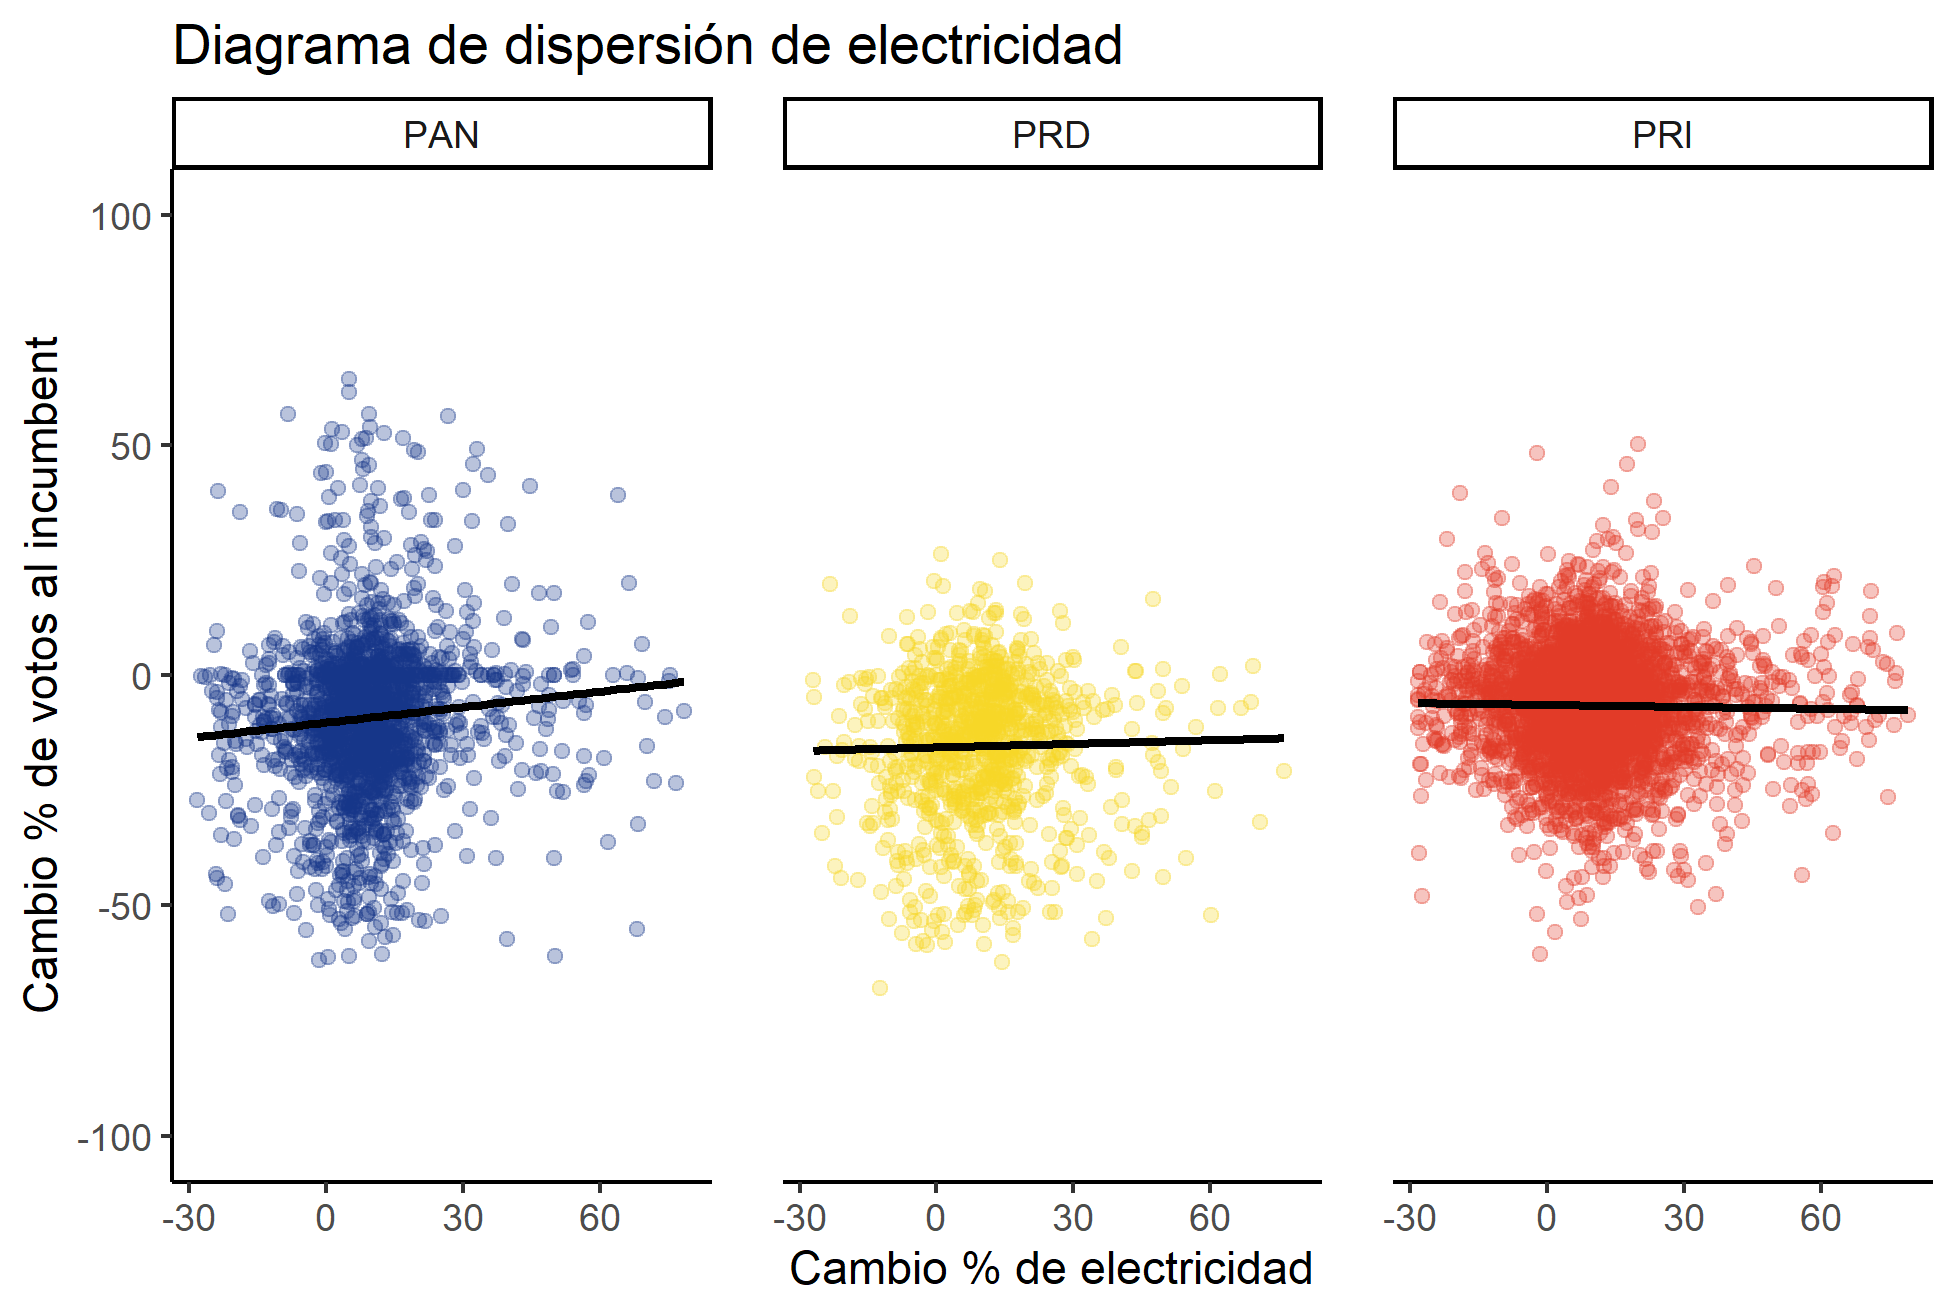 Diagrama de dispersión de electricidad
PAN
PRD
PRI
Cambio % de votos al incumbent
100
50
0
-50
-100
-30 0 30 60
-30 0 30 60
-30 0 30 60
Cambio % de electricidad